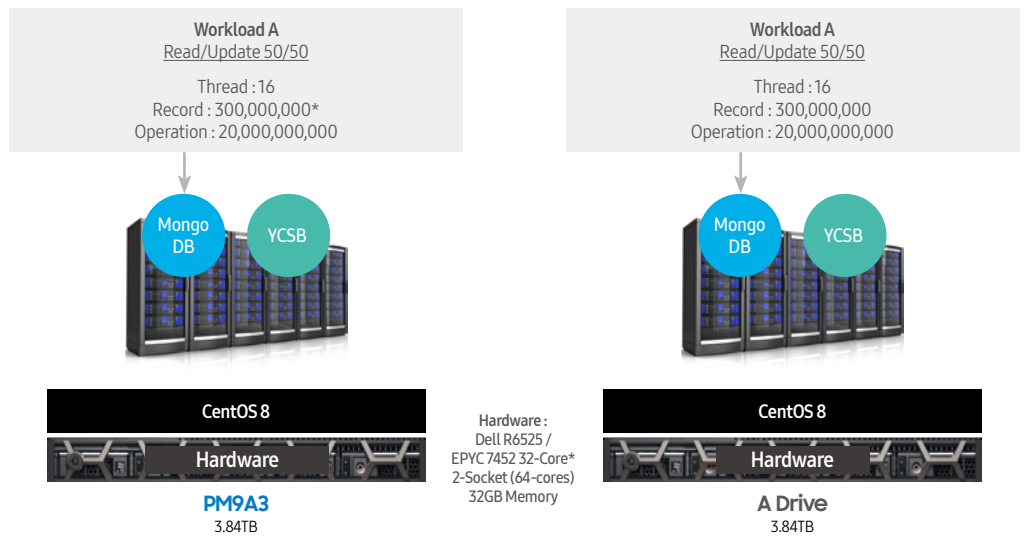 Workload A
Read/Update 50/50
Thread : 16
Record : 300,000,000*
Operation : 20,000,000,000
Mongo
DB
YCSB
CentOS 8
Hardware
PM9A3
3.84TB
Hardware :
Dell R6525 /
EPYC 7452 32-Core*
2-Socket (64-cores)
32GB Memory
Workload A
Read/Update 50/50
Thread : 16
Record : 300,000,000
Operation : 20,000,000,000
Mongo
DB
YCSB
CentOS 8
Hardware
A Drive
3.84TB